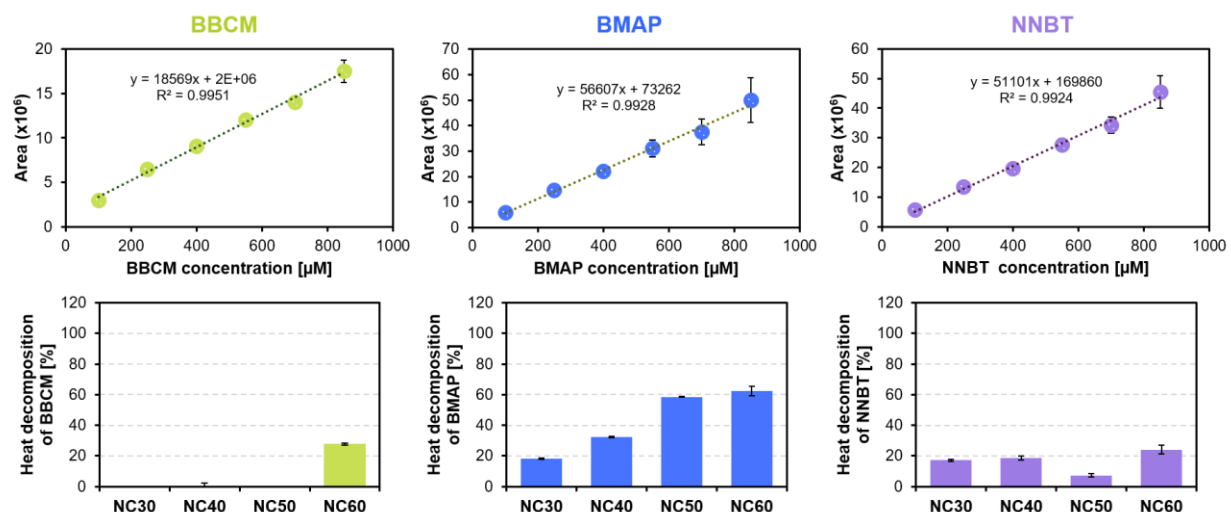 BBCM
20
15
10
5
0
Area (x10⁶)
y = 18569x + 2E+06
R² = 0.9951
0 200 400 600 800 1000
BBCM concentration [µM]
BMAP
70
60
50
40
30
20
10
0
Area (x10⁶)
y = 56607x + 73262
R² = 0.9928
0 200 400 600 800 1000
BMAP concentration [µM]
NNBT
60
50
40
30
20
10
0
Area (x10⁶)
y = 51101x + 169860
R² = 0.9924
0 200 400 600 800 1000
NNBT concentration [µM]
120
100
80
60
40
20
0
Heat decomposition
of BBCM [%]
NC30 NC40 NC50 NC60
120
100
80
60
40
20
0
Heat decomposition
of BMAP [%]
NC30 NC40 NC50 NC60
120
100
80
60
40
20
0
Heat decomposition
of NNBT [%]
NC30 NC40 NC50 NC60